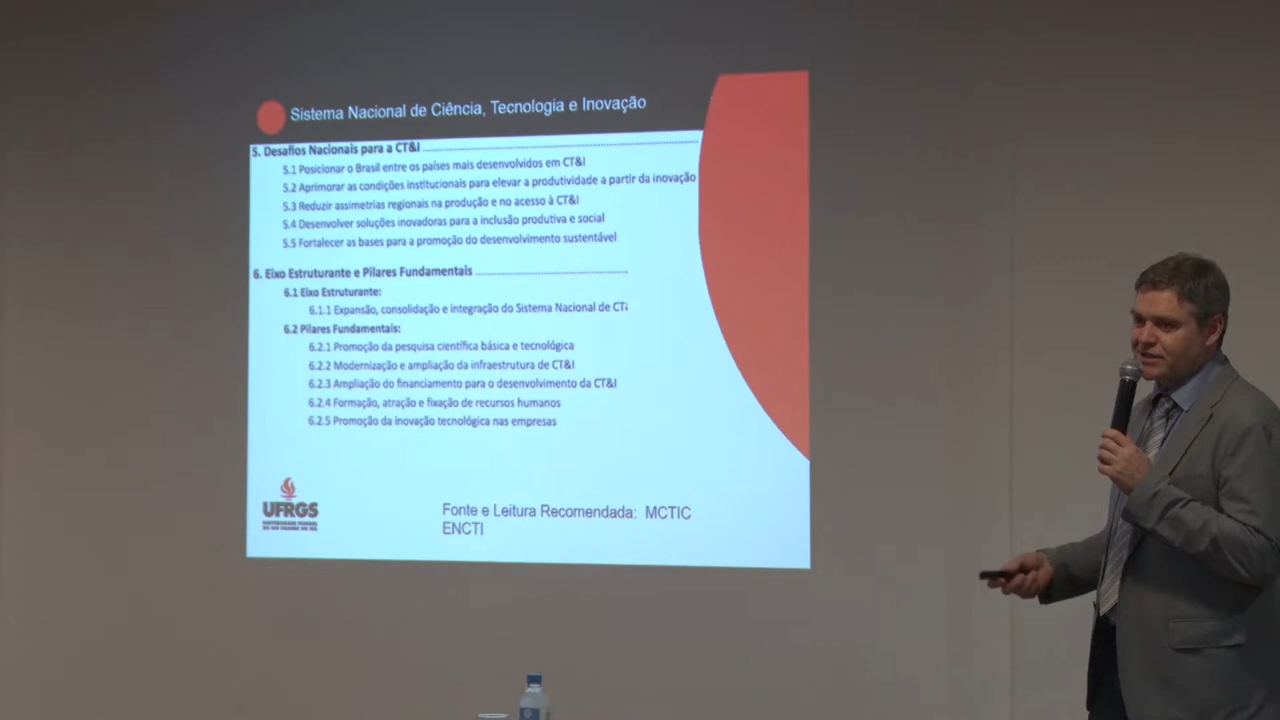 Sistema Nacional de Ciência, Tecnologia e Inovação
5. Desafios Nacionais para a CT&I
5.1 Posicionar o Brasil entre os países mais desenvolvidos em CT&I
5.2 Aprimorar as condições institucionais para elevar a produtividade a partir da inovação
5.3 Reduzir assimetrias regionais na produção e no acesso à CT&I
5.4 Desenvolver soluções inovadoras para a inclusão produtiva e social
5.5 Fortalecer as bases para a promoção do desenvolvimento sustentável
6. Eixo Estruturante e Pilares Fundamentais
6.1 Eixo Estruturante:
6.1.1 Expansão, consolidação e integração do Sistema Nacional de CT
6.2 Pilares Fundamentais:
6.2.1 Promoção da pesquisa científica básica e tecnológica
6.2.2 Modernização e ampliação da infraestrutura de CT&I
6.2.3 Ampliação do financiamento para o desenvolvimento da CT&I
6.2.4 Formação, atração e fixação de recursos humanos
6.2.5 Promoção da inovação tecnológica nas empresas
UFRGS
UNIVERSIDADE FEDERAL
DO RIO GRANDE DO SUL
Fonte e Leitura Recomendada: MCTIC
ENCTI